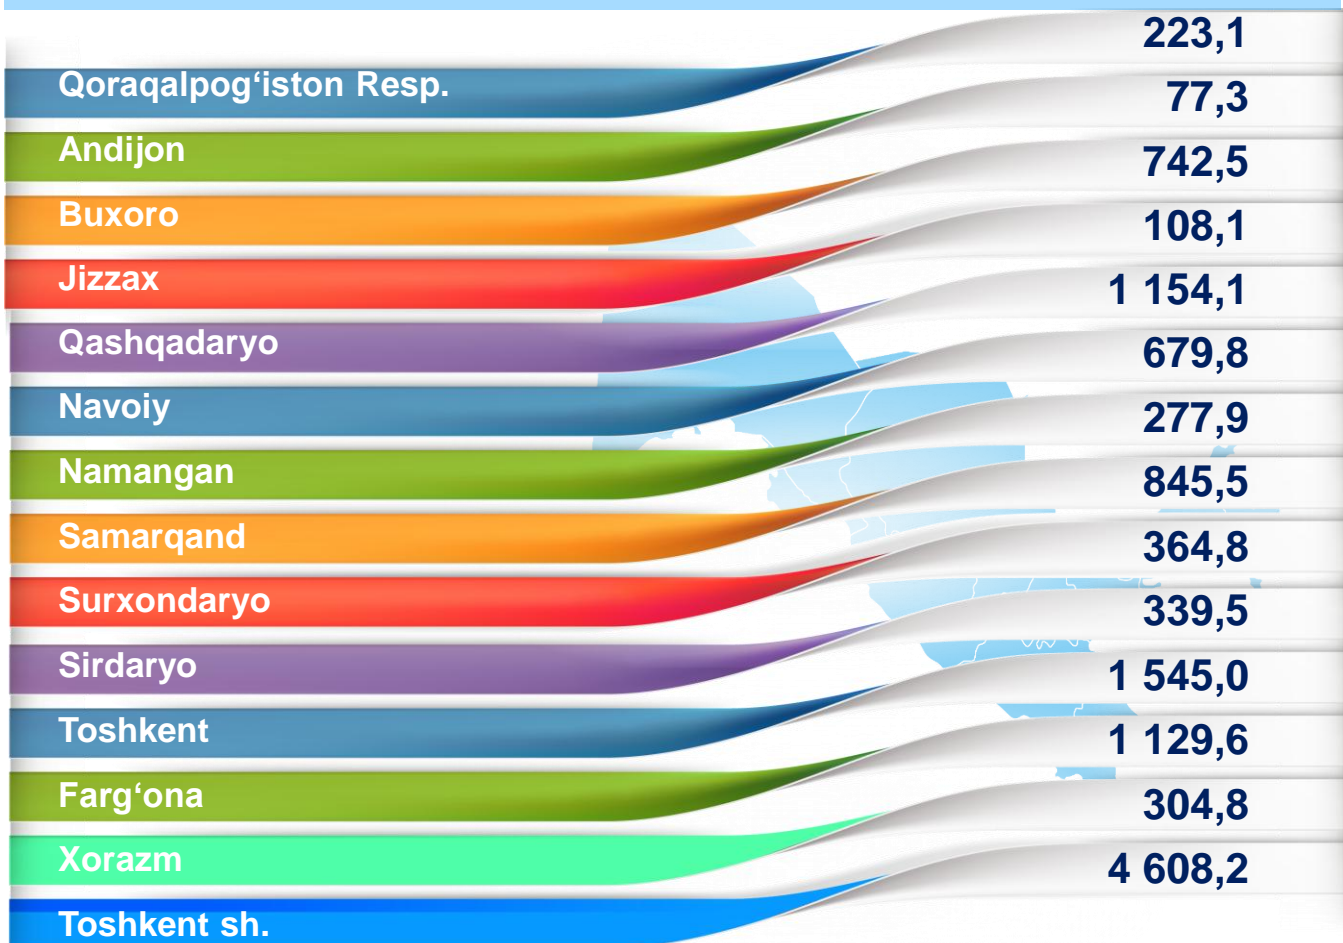 Qoraqalpog‘iston Resp. 223,1
Andijon 77,3
Buxoro 742,5
Jizzax 108,1
Qashqadaryo 1 154,1
Navoiy 679,8
Namangan 277,9
Samarqand 845,5
Surxondaryo 364,8
Sirdaryo 339,5
Toshkent 1 545,0
Farg‘ona 1 129,6
Xorazm 304,8
Toshkent sh. 4 608,2